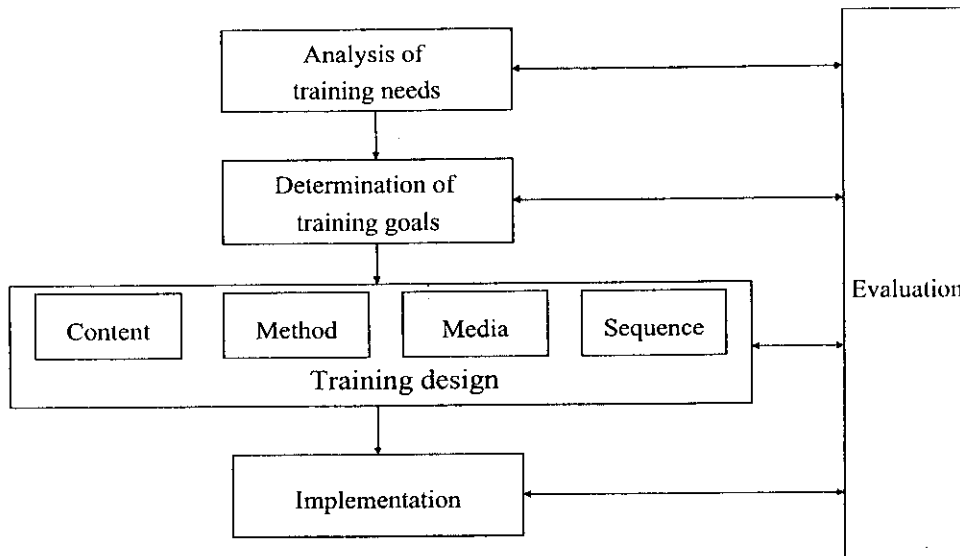 Analysis of
training needs
Determination of
training goals
Evaluation
Content Method Media Sequence
Training design
Implementation